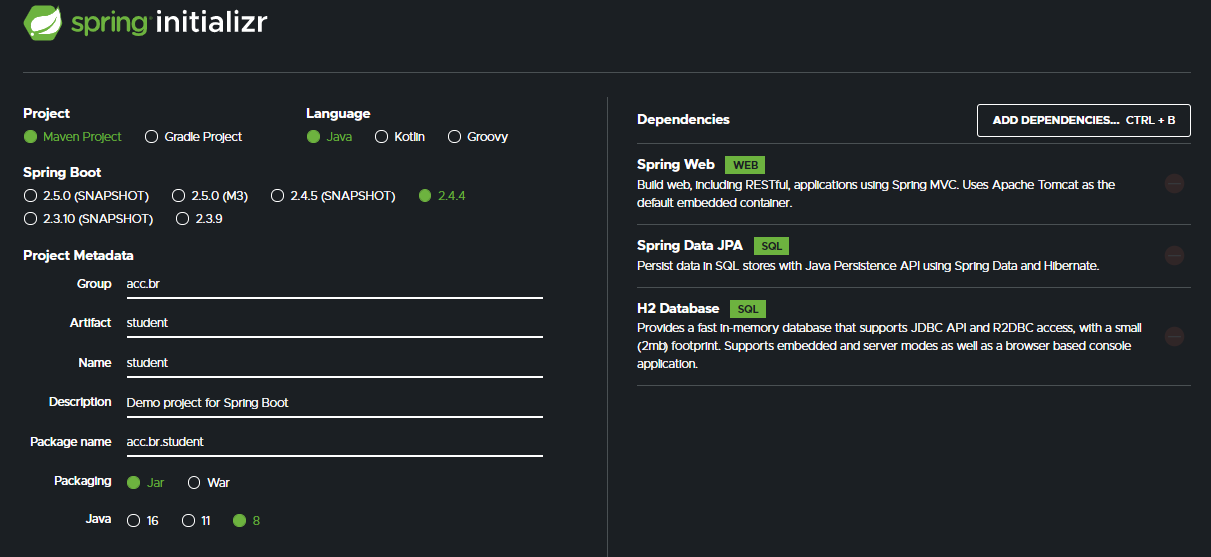 spring initializr
Project
Maven Project Gradle Project
Language
Java Kotlin Groovy
Spring Boot
2.5.0 (SNAPSHOT) 2.5.0 (M3) 2.4.5 (SNAPSHOT) 2.4.4
2.3.10 (SNAPSHOT) 2.3.9
Project Metadata
Group acc.br
Artifact student
Name student
Description Demo project for Spring Boot
Package name acc.br.student
Packaging Jar War
Java 16 11 8
Dependencies
ADD DEPENDENCIES... CTRL + B
Spring Web WEB
Build web, including RESTful, applications using Spring MVC. Uses Apache Tomcat as the
default embedded container.
Spring Data JPA SQL
Persist data in SQL stores with Java Persistence API using Spring Data and Hibernate.
H2 Database SQL
Provides a fast in-memory database that supports JDBC API and R2DBC access, with a small
(2mb) footprint. Supports embedded and server modes as well as a browser based console
application.